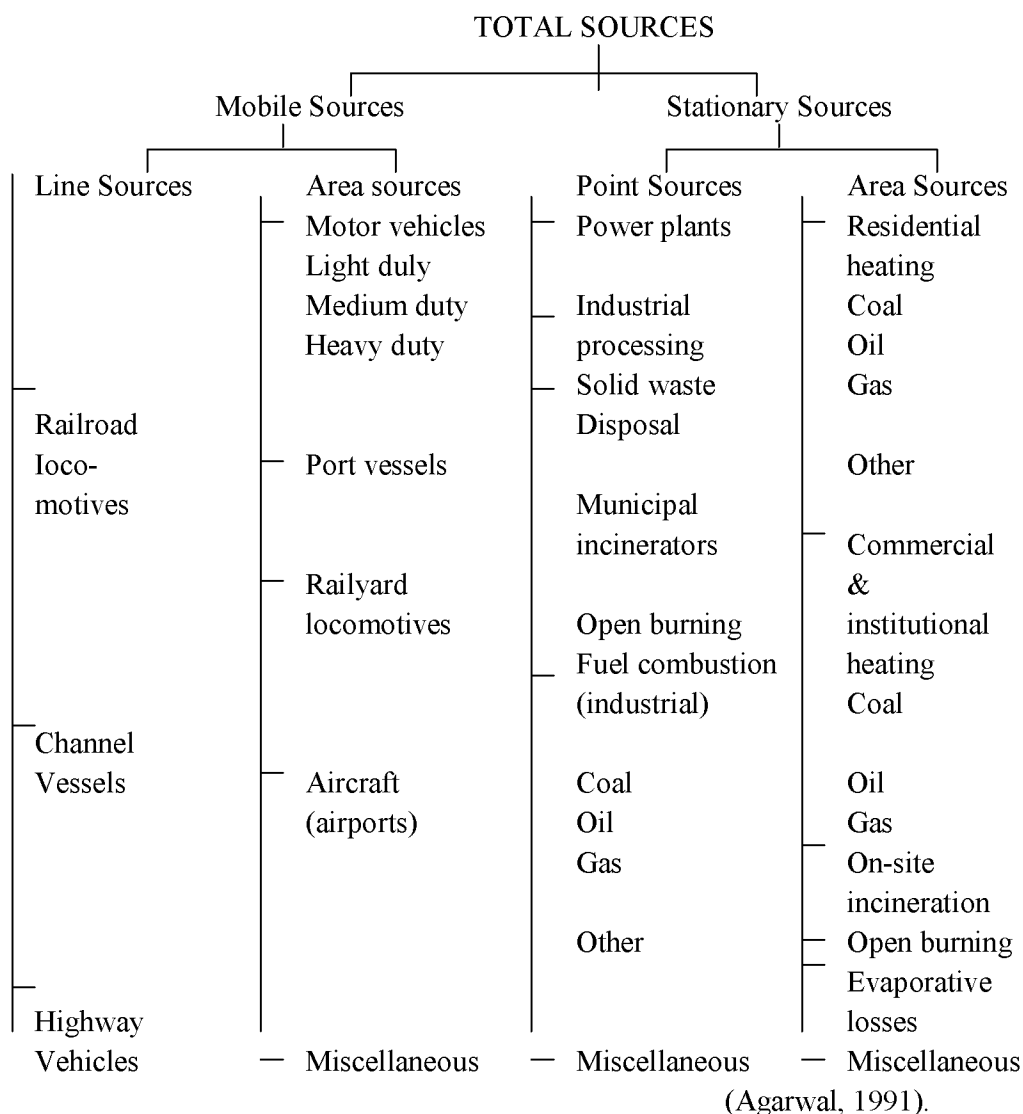 TOTAL SOURCES
Mobile Sources
Stationary Sources
Line Sources
Railroad
Ioco-
motives
Channel
Vessels
Highway
Vehicles
Area sources
Motor vehicles
Light duly
Medium duty
Heavy duty
Port vessels
Railyard
locomotives
Aircraft
(airports)
Miscellaneous
Point Sources
Power plants
Industrial
processing
Solid waste
Disposal
Municipal
incinerators
Open burning
Fuel combustion
(industrial)
Coal
Oil
Gas
Other
Miscellaneous
Area Sources
Residential
heating
Coal
Oil
Gas
Other
Commercial
&
institutional
heating
Coal
Oil
Gas
On-site
incineration
Open burning
Evaporative
losses
Miscellaneous
(Agarwal, 1991).